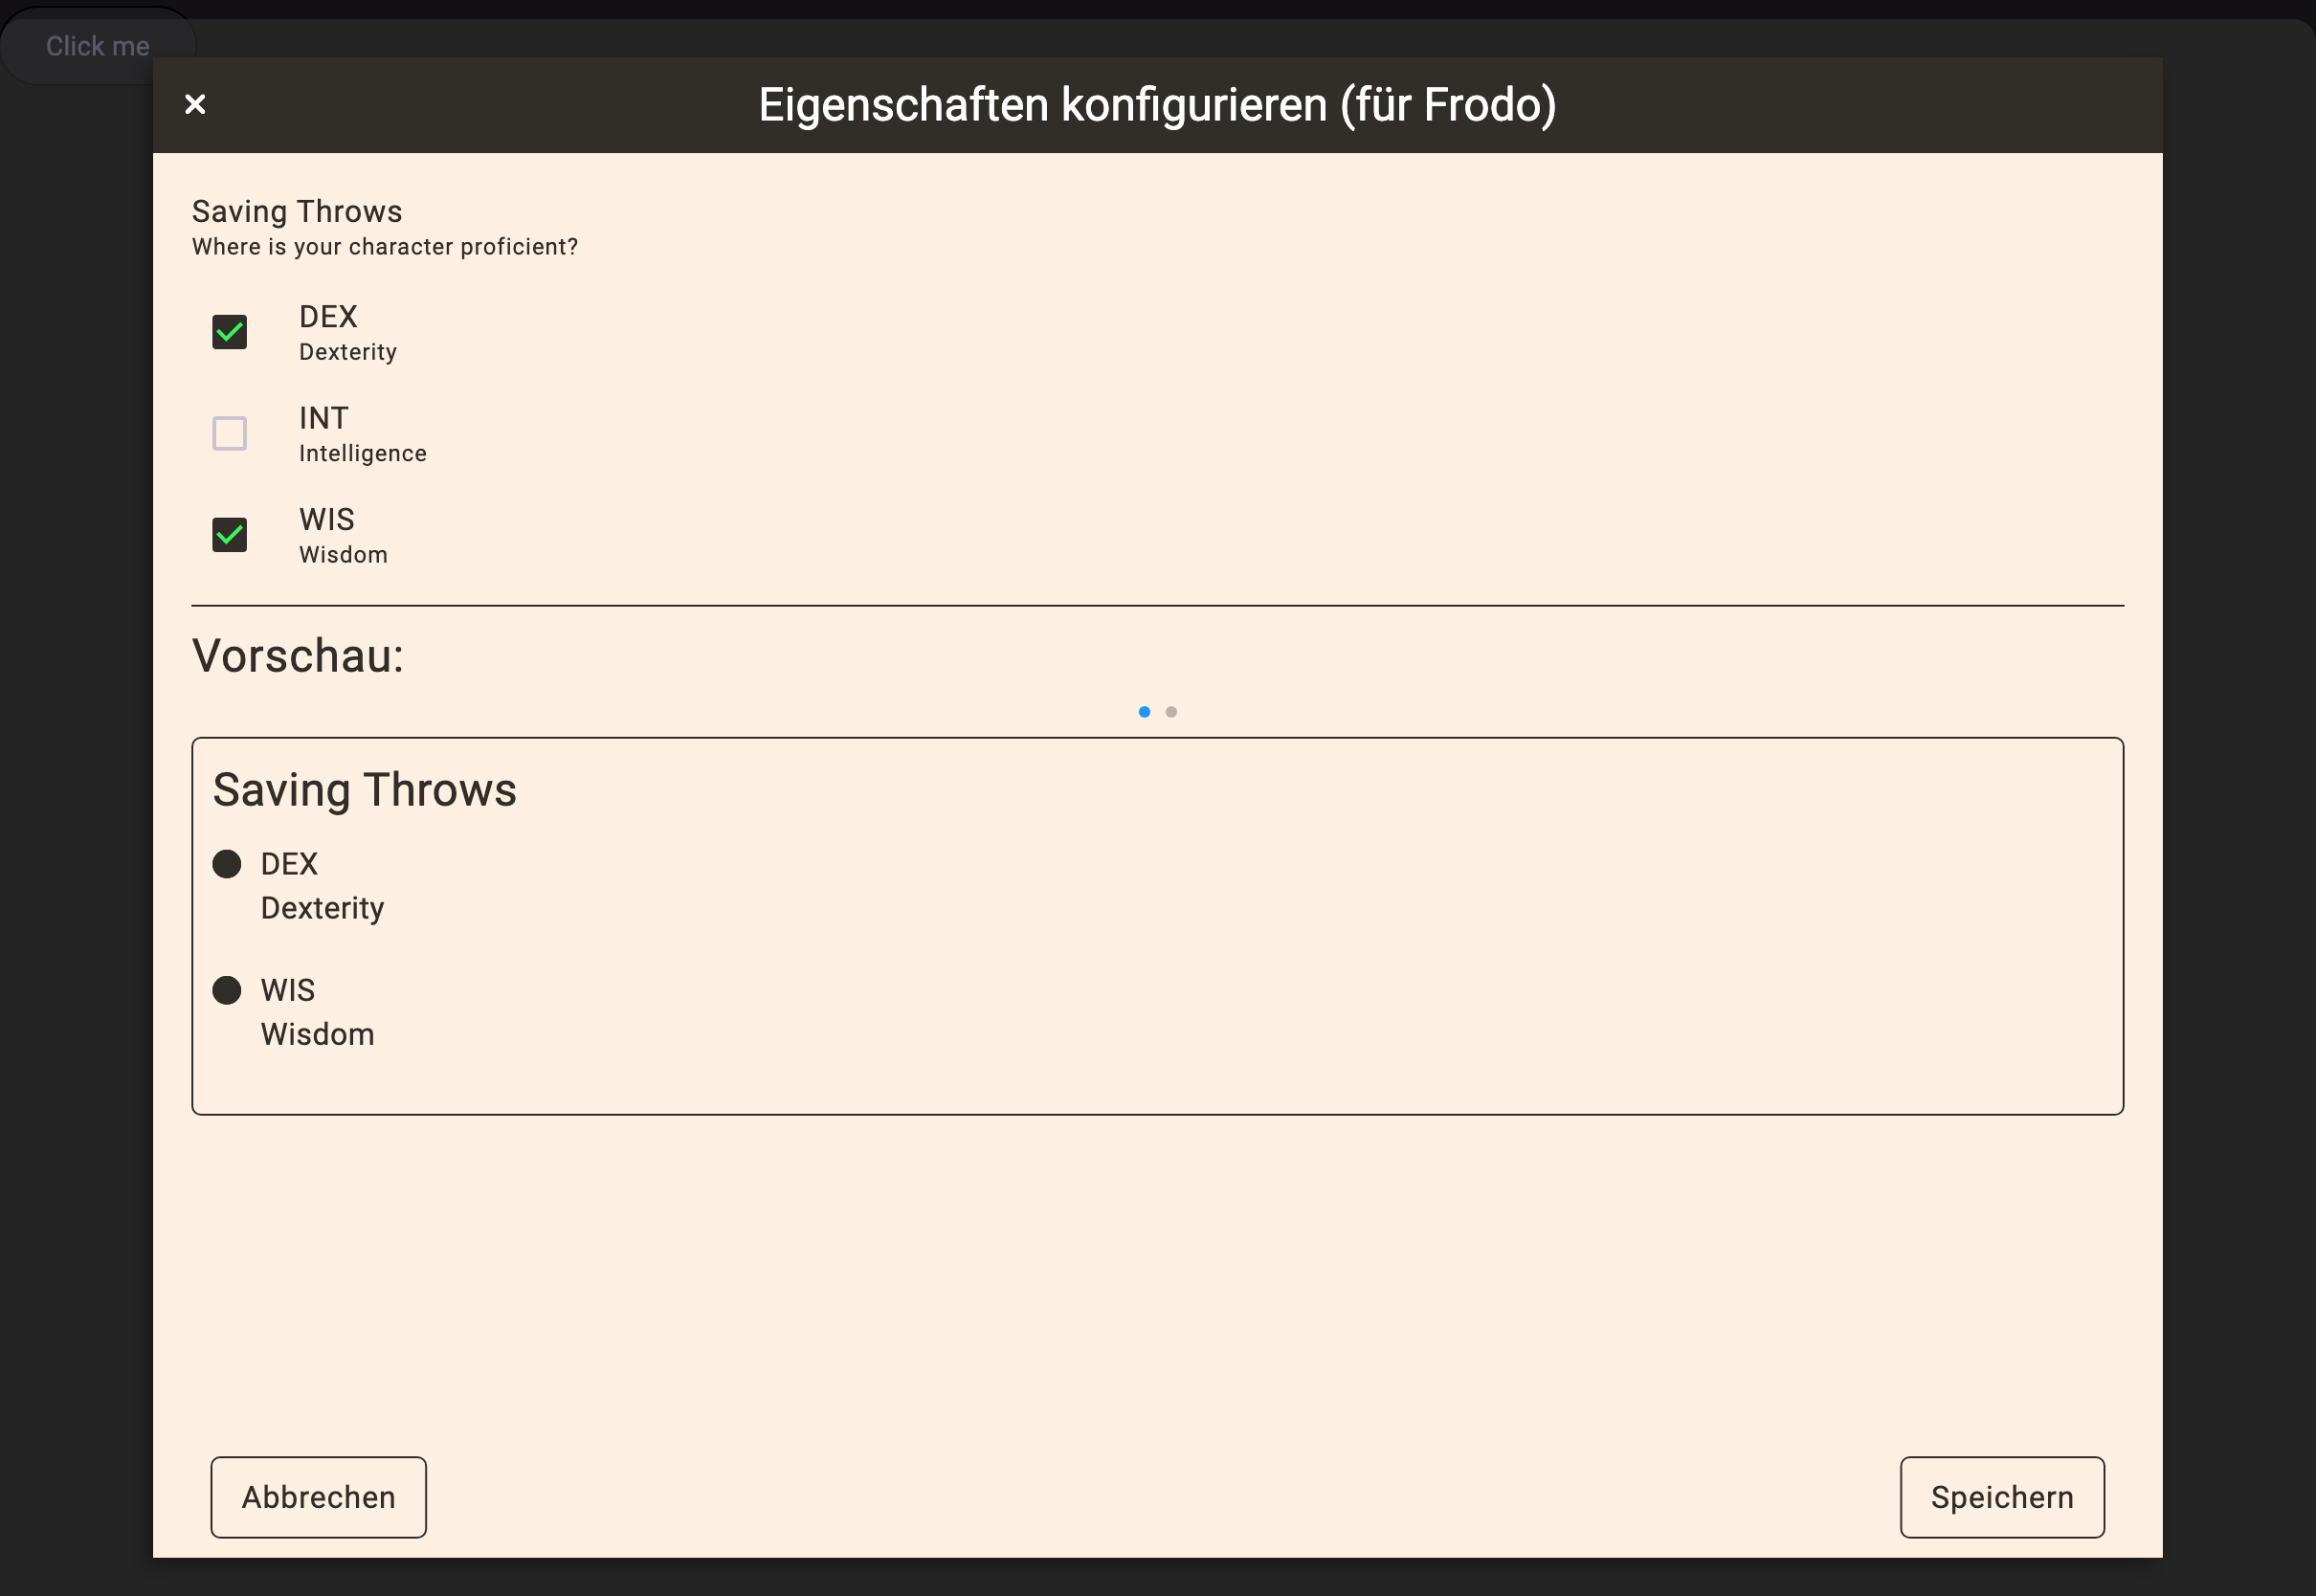 Click me
Eigenschaften konfigurieren (für Frodo)
Saving Throws
Where is your character proficient?
DEX
Dexterity
INT
Intelligence
WIS
Wisdom
Vorschau:
Saving Throws
DEX
Dexterity
WIS
Wisdom
Abbrechen
Speichern